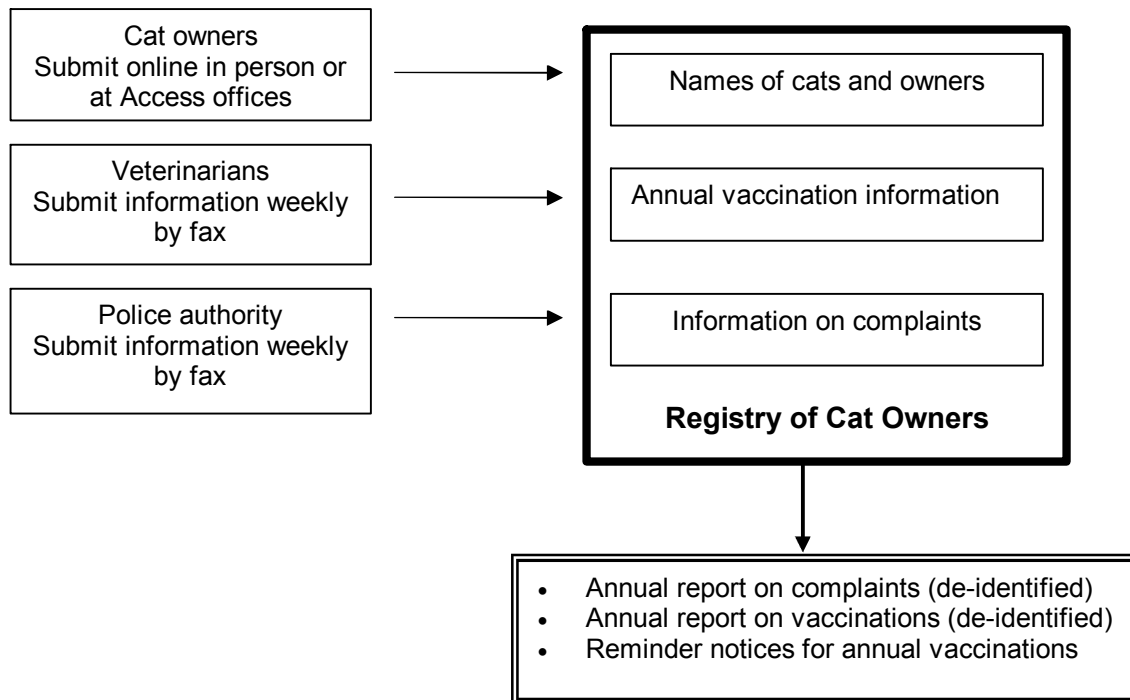 Cat owners
Submit online in person or
at Access offices
Names of cats and owners
Veterinarians
Submit information weekly
by fax
Annual vaccination information
Police authority
Submit information weekly
by fax
Information on complaints
Registry of Cat Owners
• Annual report on complaints (de-identified)
• Annual report on vaccinations (de-identified)
• Reminder notices for annual vaccinations